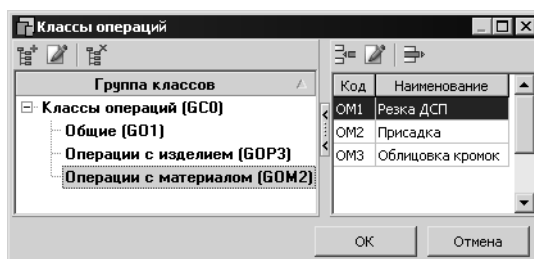 Классы операций
Группа классов
Классы операций (GC0)
Общие (GO1)
Операции с изделием (GOP3)
Операции с материалом (GOM2)
Код Наименование
OM1 Резка ДСП
OM2 Присадка
OM3 Облицовка кромок
OK Отмена